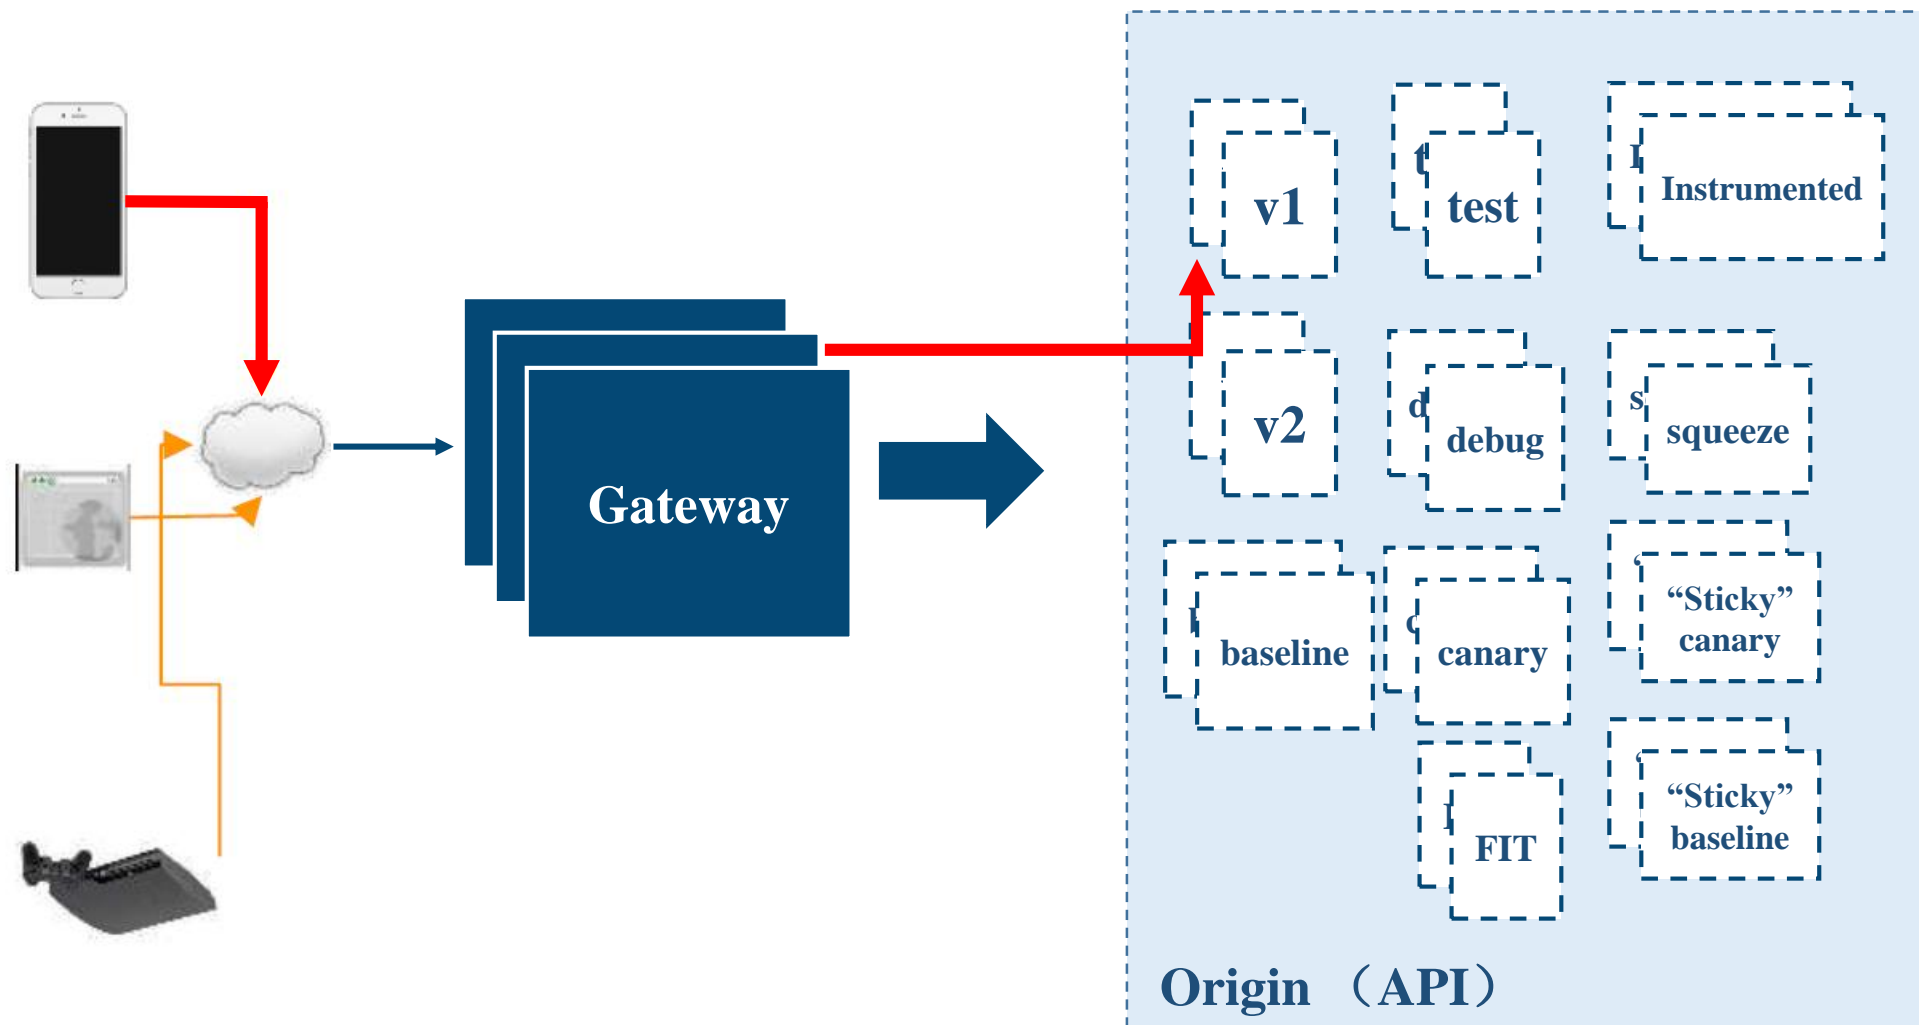 v1
test
Instrumented
v2
debug
squeeze
Gateway
baseline
canary
“Sticky”
canary
FIT
“Sticky”
baseline
Origin （API）